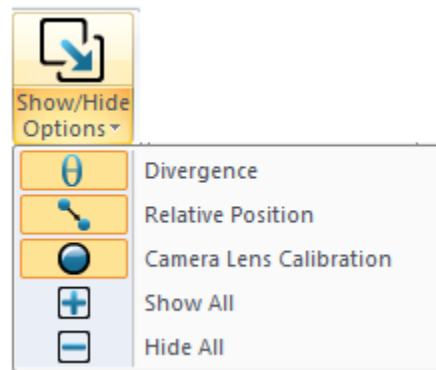 Show/Hide
Options
Divergence
Relative Position
Camera Lens Calibration
Show All
Hide All